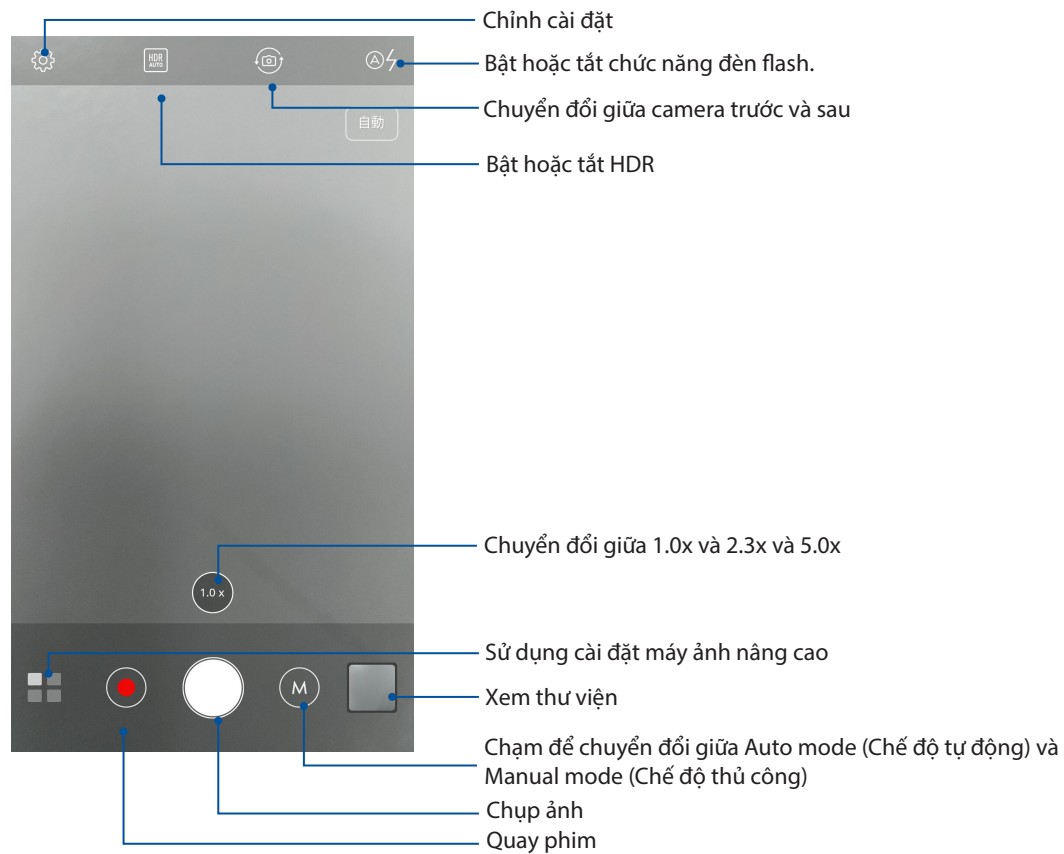 Chỉnh cài đặt
HDR
AUTO
A
Bật hoặc tắt chức năng đèn flash.
Chuyển đổi giữa camera trước và sau
自動
Bật hoặc tắt HDR
Chuyển đổi giữa 1.0x và 2.3x và 5.0x
1.0 x
Sử dụng cài đặt máy ảnh nâng cao
M
Xem thư viện
Chạm để chuyển đổi giữa Auto mode (Chế độ tự động) và
Manual mode (Chế độ thủ công)
Chụp ảnh
Quay phim